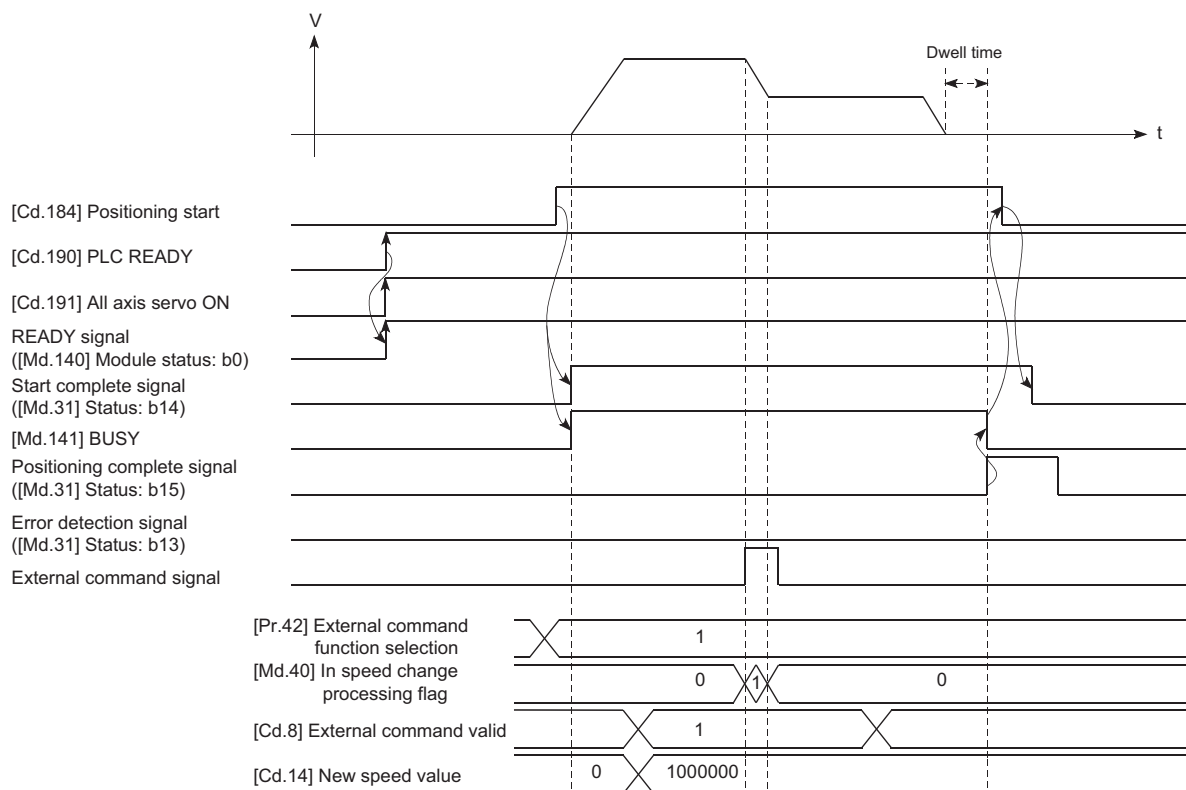 V
Dwell time
t
[Cd.184] Positioning start
[Cd.190] PLC READY
[Cd.191] All axis servo ON
READY signal
([Md.140] Module status: b0)
Start complete signal
([Md.31] Status: b14)
[Md.141] BUSY
Positioning complete signal
([Md.31] Status: b15)
Error detection signal
([Md.31] Status: b13)
External command signal
[Pr.42] External command
function selection
1
[Md.40] In speed change
processing flag
0 1 0
[Cd.8] External command valid 1
[Cd.14] New speed value 0 1000000